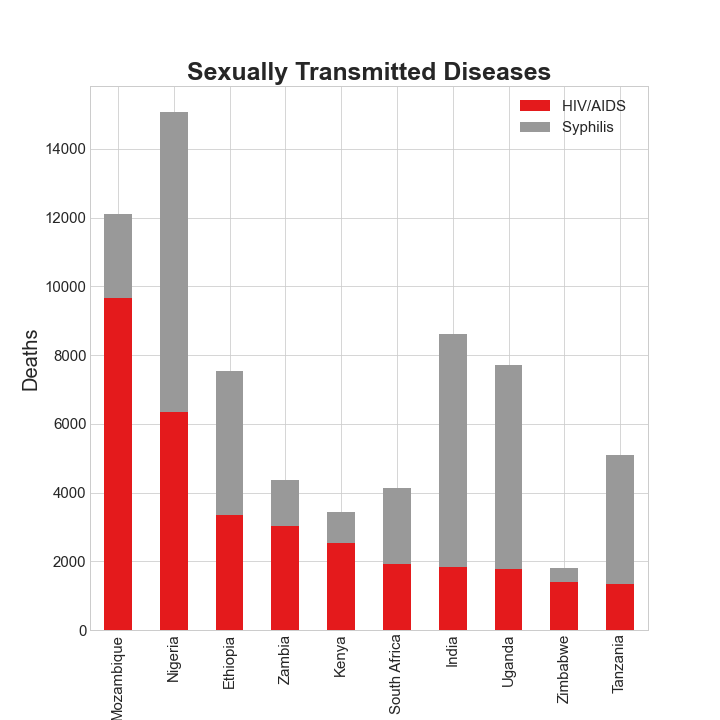 Sexually Transmitted Diseases
HIV/AIDS
Syphilis
Deaths
14000
12000
10000
8000
6000
4000
2000
0
Mozambique
Nigeria
Ethiopia
Zambia
Kenya
South Africa
India
Uganda
Zimbabwe
Tanzania